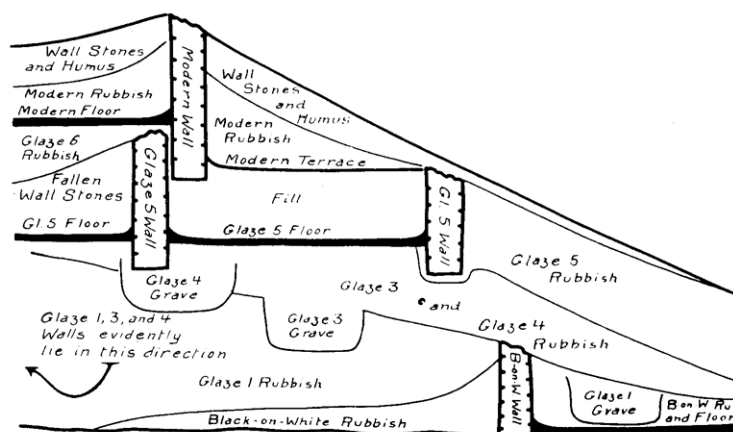 Wall Stones
and Humus
Modern Rubbish
Modern Floor
Modern Wall
Wall
Stones
and
Humus
Modern
Rubbish
Modern Terrace
Glaze 6
Rubbish
Fallen
Wall Stones
Gl.5 Floor
Glaze 5 Wall
Fill
Glaze 5 Floor
Gl. 5 Wall
Glaze 5
Rubbish
Glaze 4
Grave
Glaze 3
and
Glaze 4
Rubbish
Glaze 3
Grave
Glaze 1, 3, and 4
Walls evidently
lie in this direction
Glaze 1 Rubbish
Black-on-White Rubbish
B-on-W Wall
Glaze 1
Grave
B on W Ru
and Floor